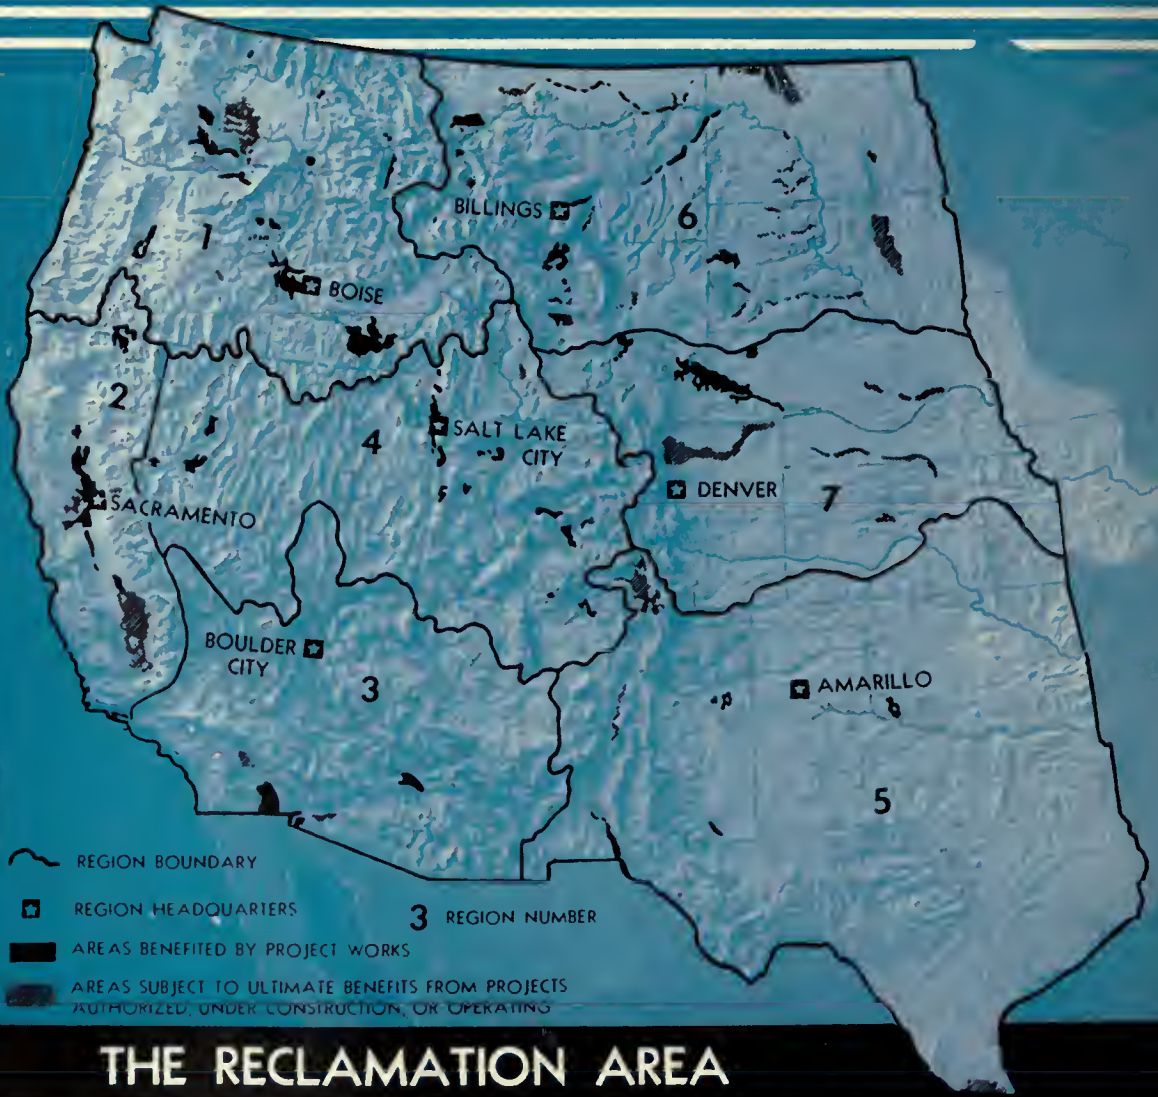 BILLINGS
6
1
BOISE
2
4
SALT LAKE
CITY
SACRAMENTO
DENVER
7
BOULDER
CITY
3
AMARILLO
5
REGION BOUNDARY
REGION HEADQUARTERS
3 REGION NUMBER
AREAS BENEFITED BY PROJECT WORKS
AREAS SUBJECT TO ULTIMATE BENEFITS FROM PROJECTS
AUTHORIZED, UNDER CONSTRUCTION, OR OPERATING
THE RECLAMATION AREA